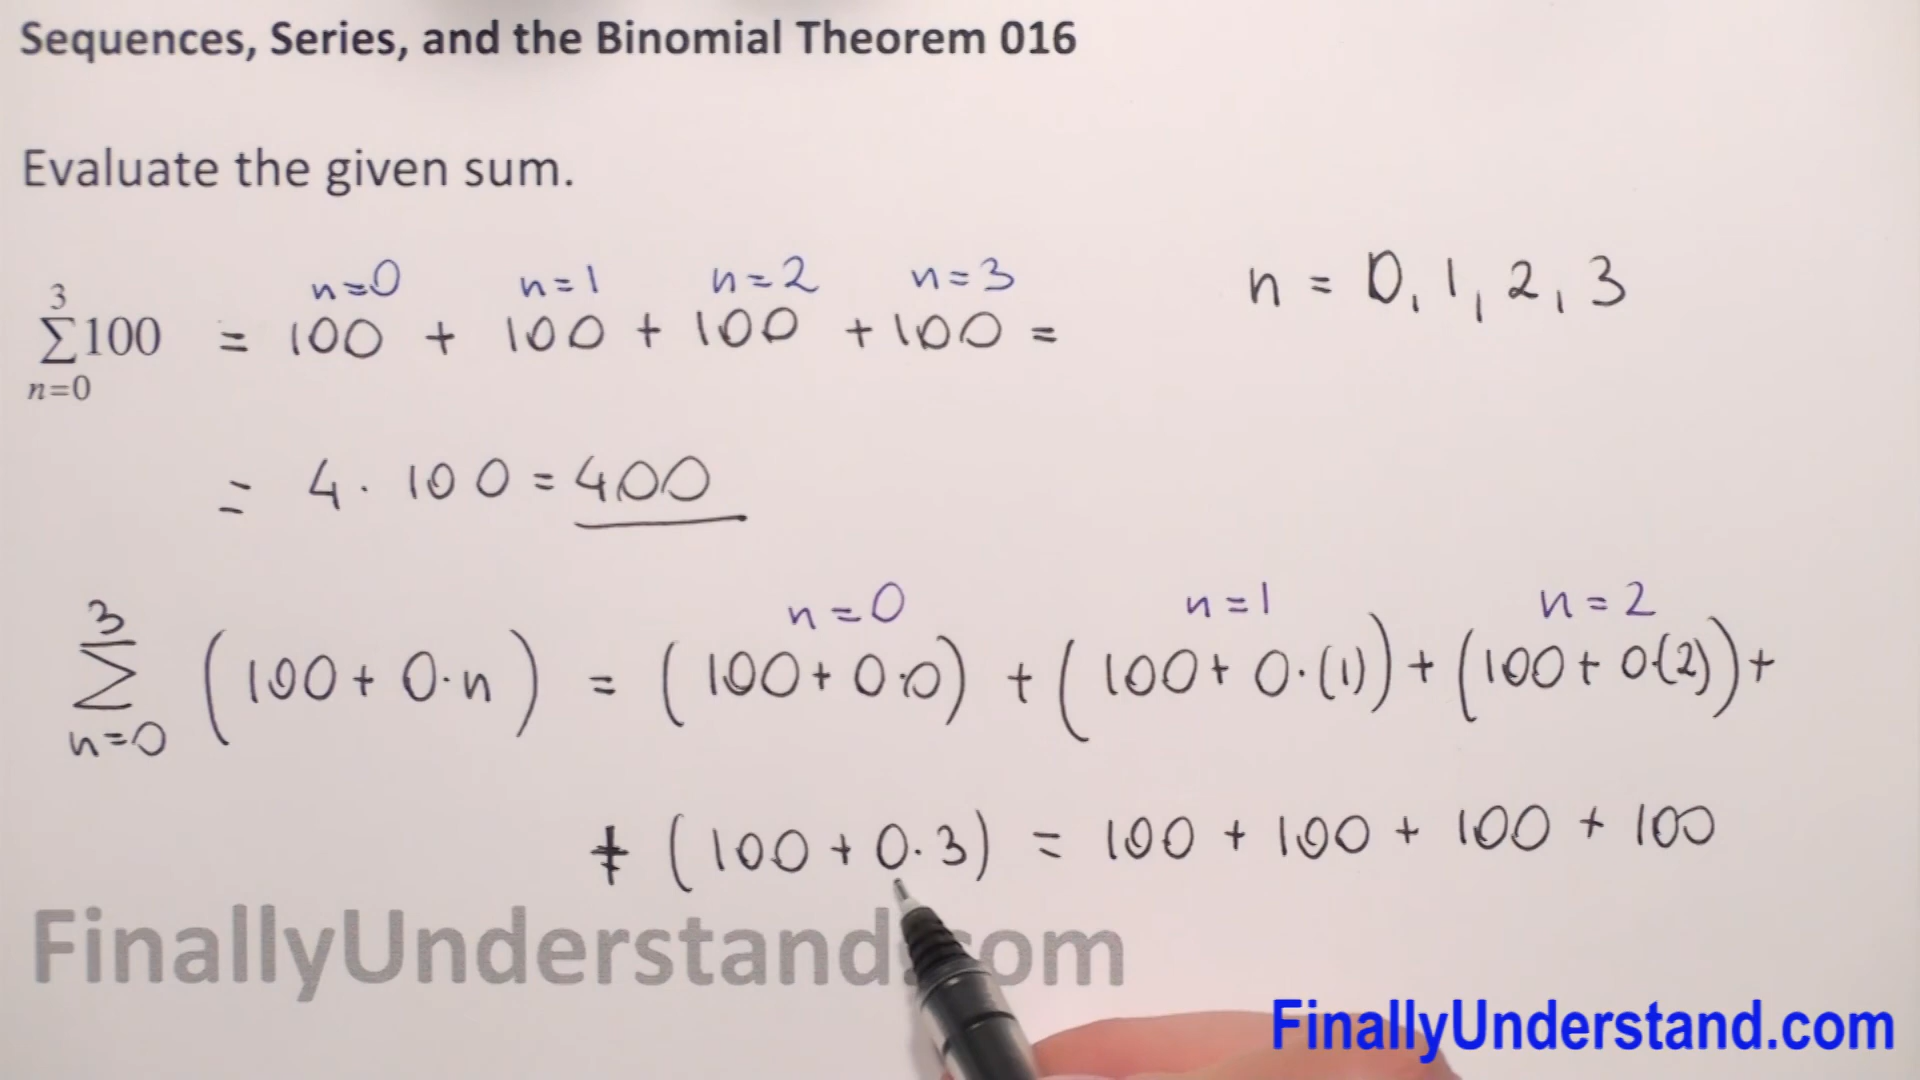 Sequences, Series, and the Binomial Theorem 016
Evaluate the given sum.
n=0 n=1 n=2 n=3
n = 0, 1, 2, 3
3
∑100 = 100 + 100 + 100 + 100 =
n=0
= 4 · 100 = 400
n=0 n=1 n=2
3
∑ (100 + 0·n) = (100 + 0·0) + (100 + 0·(1)) + (100 + 0·(2)) +
n=0
+ (100 + 0·3) = 100 + 100 + 100 + 100
FinallyUnderstand.com
FinallyUnderstand.com